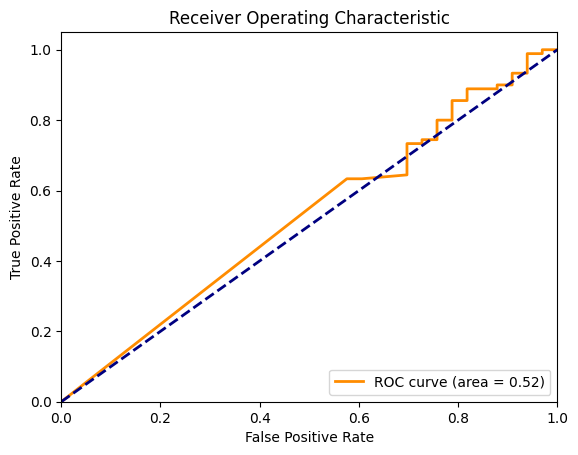 Receiver Operating Characteristic
1.0
0.8
0.6
0.4
0.2
0.0
True Positive Rate
ROC curve (area = 0.52)
0.0 0.2 0.4 0.6 0.8 1.0
False Positive Rate